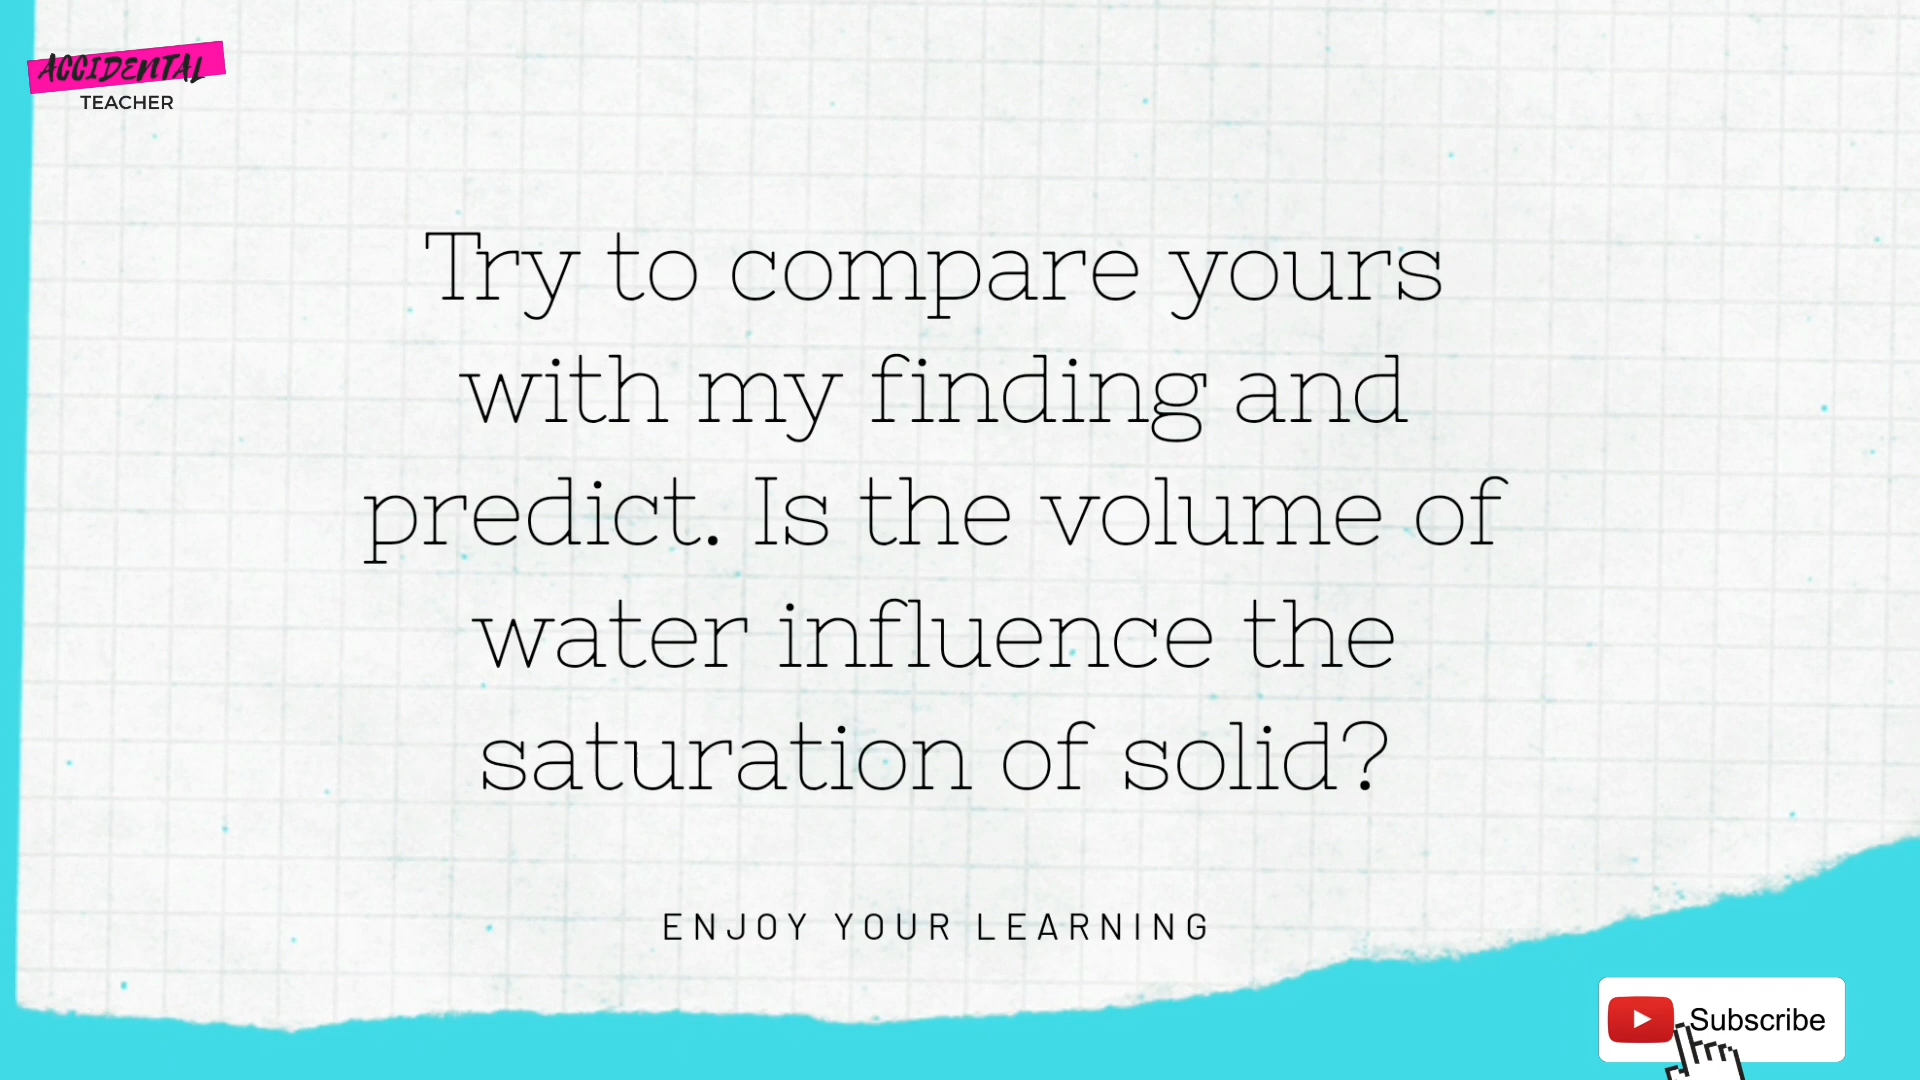 ACCIDENTAL
TEACHER
Try to compare yours
with my finding and
predict. Is the volume of
water influence the
saturation of solid?
ENJOY YOUR LEARNING
Subscribe